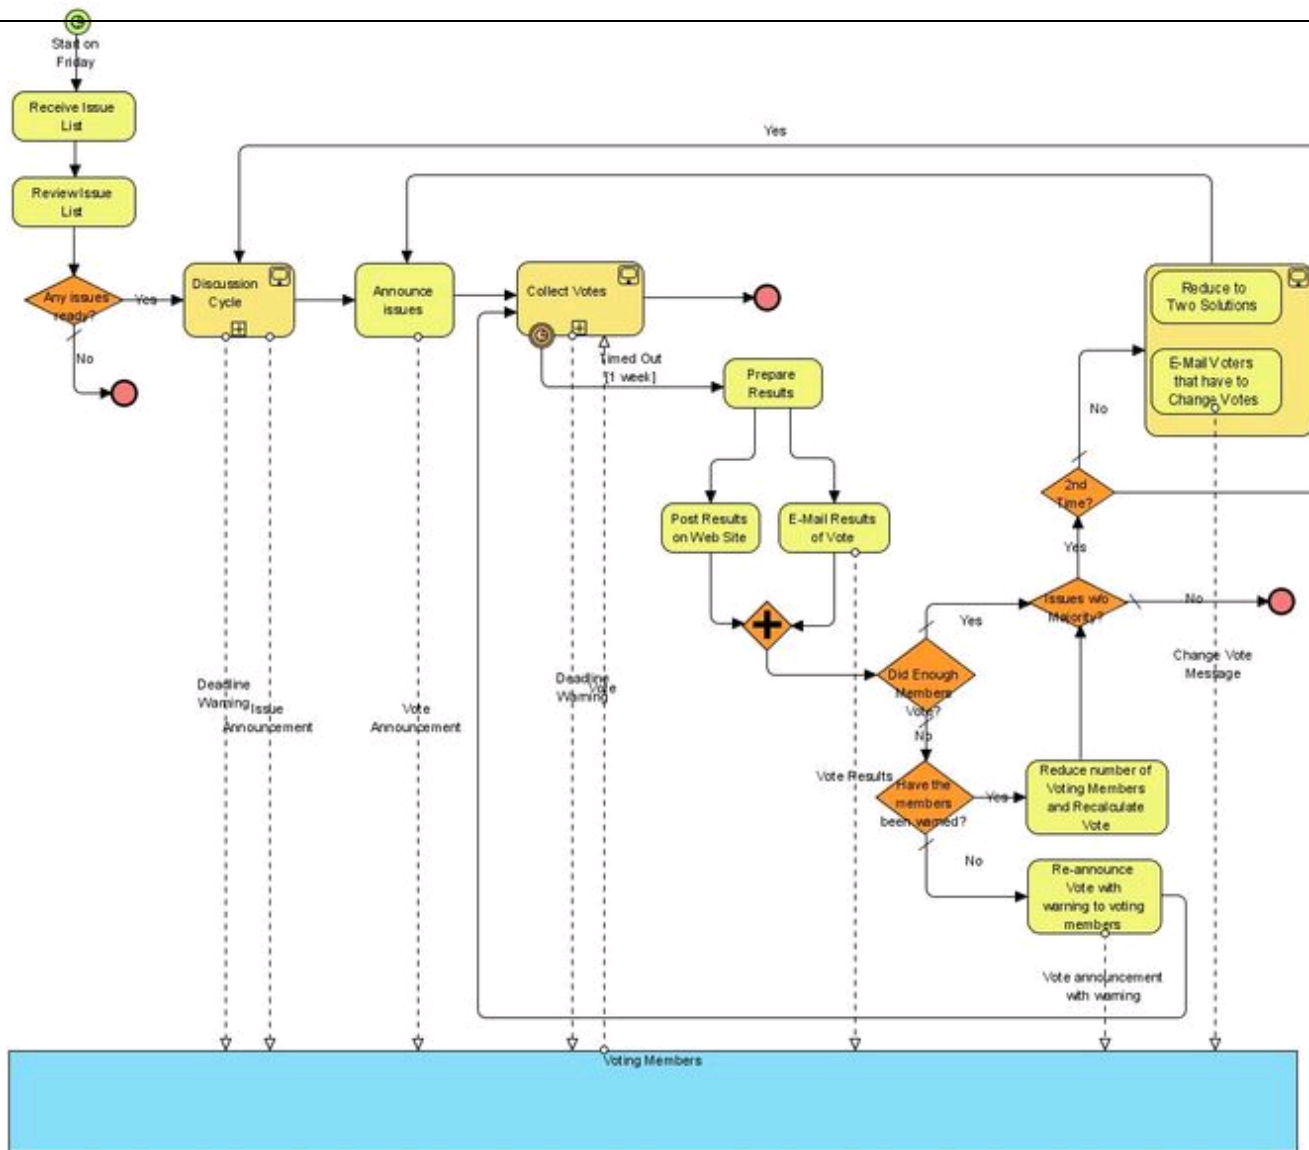 Start on
Friday
Receive Issue
List
Yes
Review Issue
List
Any issues
ready?
Yes
No
Discussion
Cycle
Announce
issues
Collect Votes
Timed Out
[1 week]
Prepare
Results
Reduce to
Two Solutions
E-Mail Voters
that have to
Change Votes
No
2nd
Time?
Yes
Post Results
on Web Site
E-Mail Results
of Vote
Issues w/o
Majority?
No
Yes
Did Enough
Members
Vote?
No
Change Vote
Message
Deadline
Warning
Issue
Announcement
Vote
Announcement
Deadline
Warning
Vote
Vote Results
Have the
members
been warned?
Yes
Reduce number of
Voting Members
and Recalculate
Vote
No
Re-announce
Vote with
warning to voting
members
Vote announcement
with warning
Voting Members